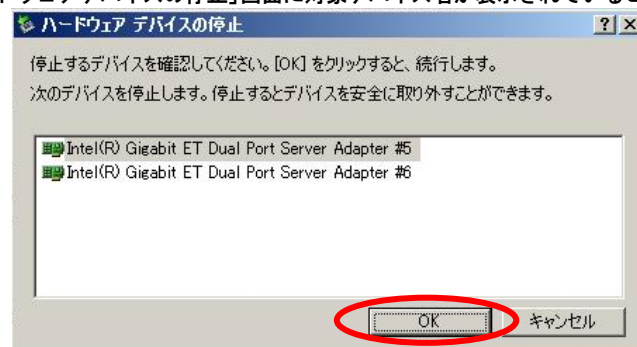 ハードウェア デバイスの停止
停止するデバイスを確認してください。[OK] をクリックすると、続行します。
次のデバイスを停止します。停止するとデバイスを安全に取り外すことができます。
Intel(R) Gigabit ET Dual Port Server Adapter #5
Intel(R) Gigabit ET Dual Port Server Adapter #6
OK キャンセル